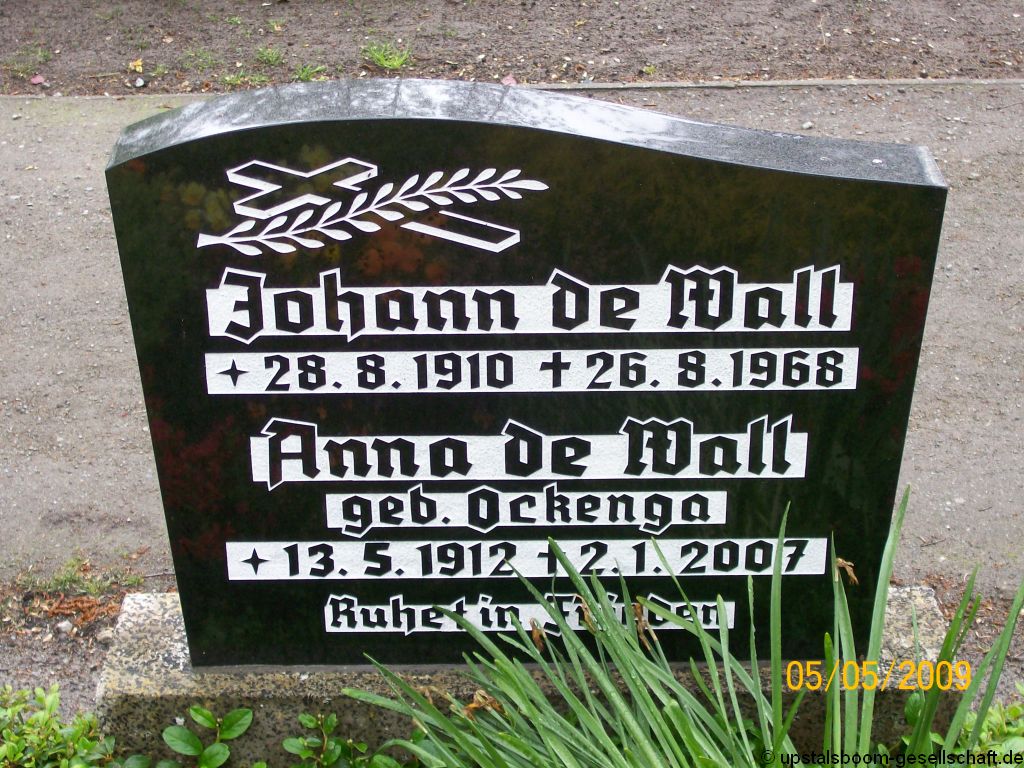 Johann de Wall
✦ 28. 8. 1910 ✝ 26. 8. 1968
Anna de Wall
geb. Ockenga
✦ 13. 5. 1912 ✝ 2. 1. 2007
Ruhet in Frieden
05/05/2009
© upstalsboom-gesellschaft.de